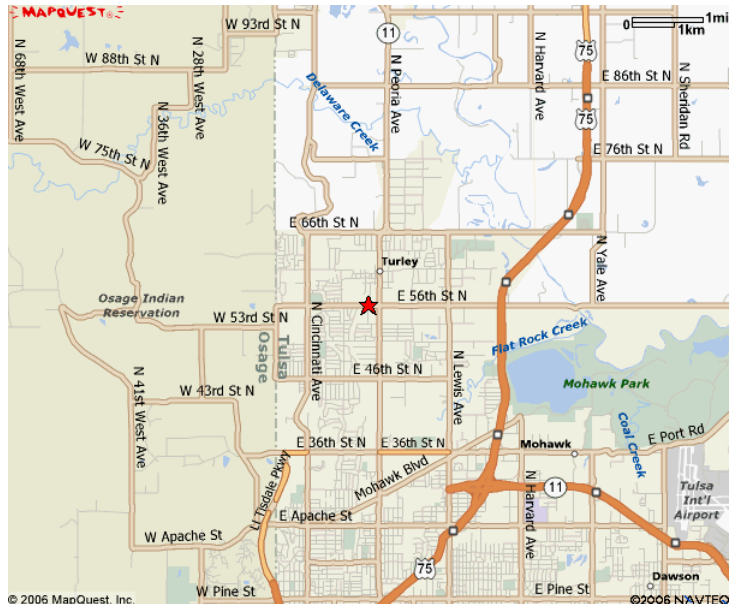 MAPQUEST®
W 93rd St N
1mi
0
1km
11
75
W 88th St N
N 28th West Ave
N 68th West Ave
N 36th West Ave
N Peoria Ave
N Harvard Ave
N Sheridan Rd
E 86th St N
Delaware Creek
75
W 75th St N
E 76th St N
E 66th St N
N Yale Ave
Turley
Osage Indian
Reservation
E 56th St N
W 53rd St N
N Cincinnati Ave
Osage
Tulsa
Flat Rock Creek
E 46th St N
N Lewis Ave
N 41st West Ave
W 43rd St N
Mohawk Park
Coal Creek
E 36th St N
E 36th St N
Mohawk
E Port Rd
Mohawk Blvd
Ll Tisdale Pkwy
N Harvard Ave
11
Tulsa
Int'l
Airport
E Apache St
W Apache St
75
Dawson
W Pine St
E Pine St
© 2006 MapQuest, Inc.
©2006 NAVTEQ